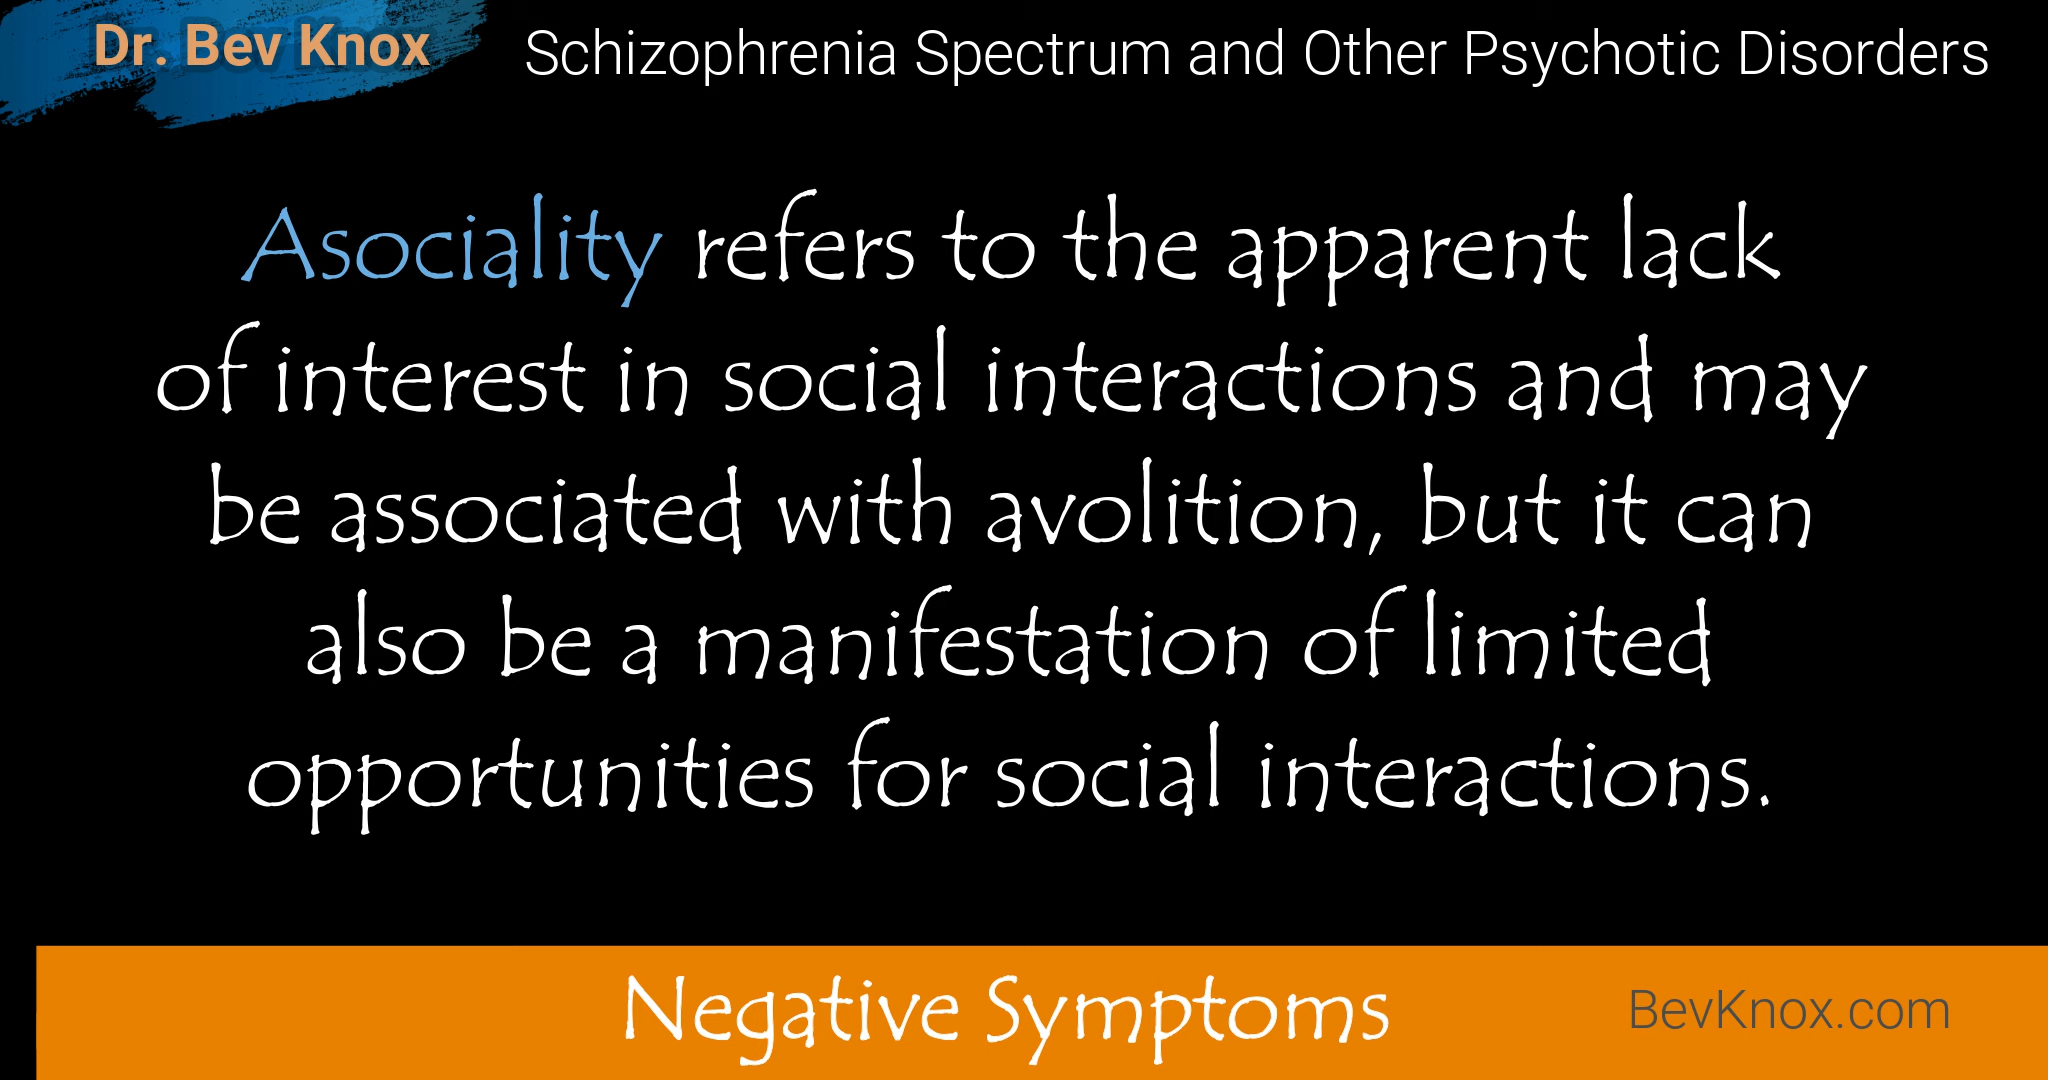 Dr. Bev Knox
Schizophrenia Spectrum and Other Psychotic Disorders
Asociality refers to the apparent lack
of interest in social interactions and may
be associated with avolition, but it can
also be a manifestation of limited
opportunities for social interactions.
Negative Symptoms
BevKnox.com